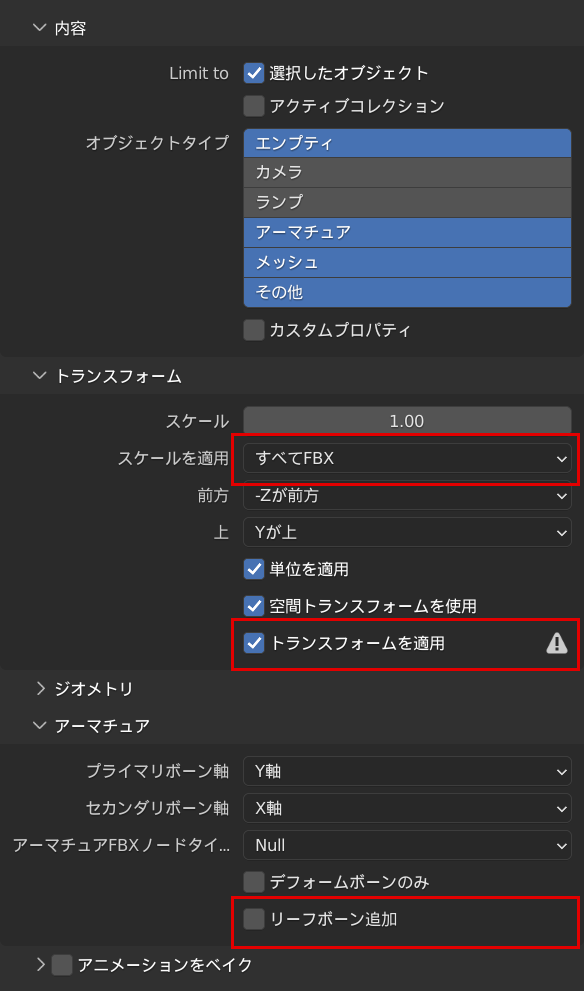 内容
Limit to 選択したオブジェクト
アクティブコレクション
オブジェクトタイプ エンプティ
カメラ
ランプ
アーマチュア
メッシュ
その他
カスタムプロパティ
トランスフォーム
スケール 1.00
スケールを適用 すべてFBX
前方 -Zが前方
上 Yが上
単位を適用
空間トランスフォームを使用
トランスフォームを適用
ジオメトリ
アーマチュア
プライマリボーン軸 Y軸
セカンダリボーン軸 X軸
アーマチュアFBXノードタイ... Null
デフォームボーンのみ
リーフボーン追加
アニメーションをベイク